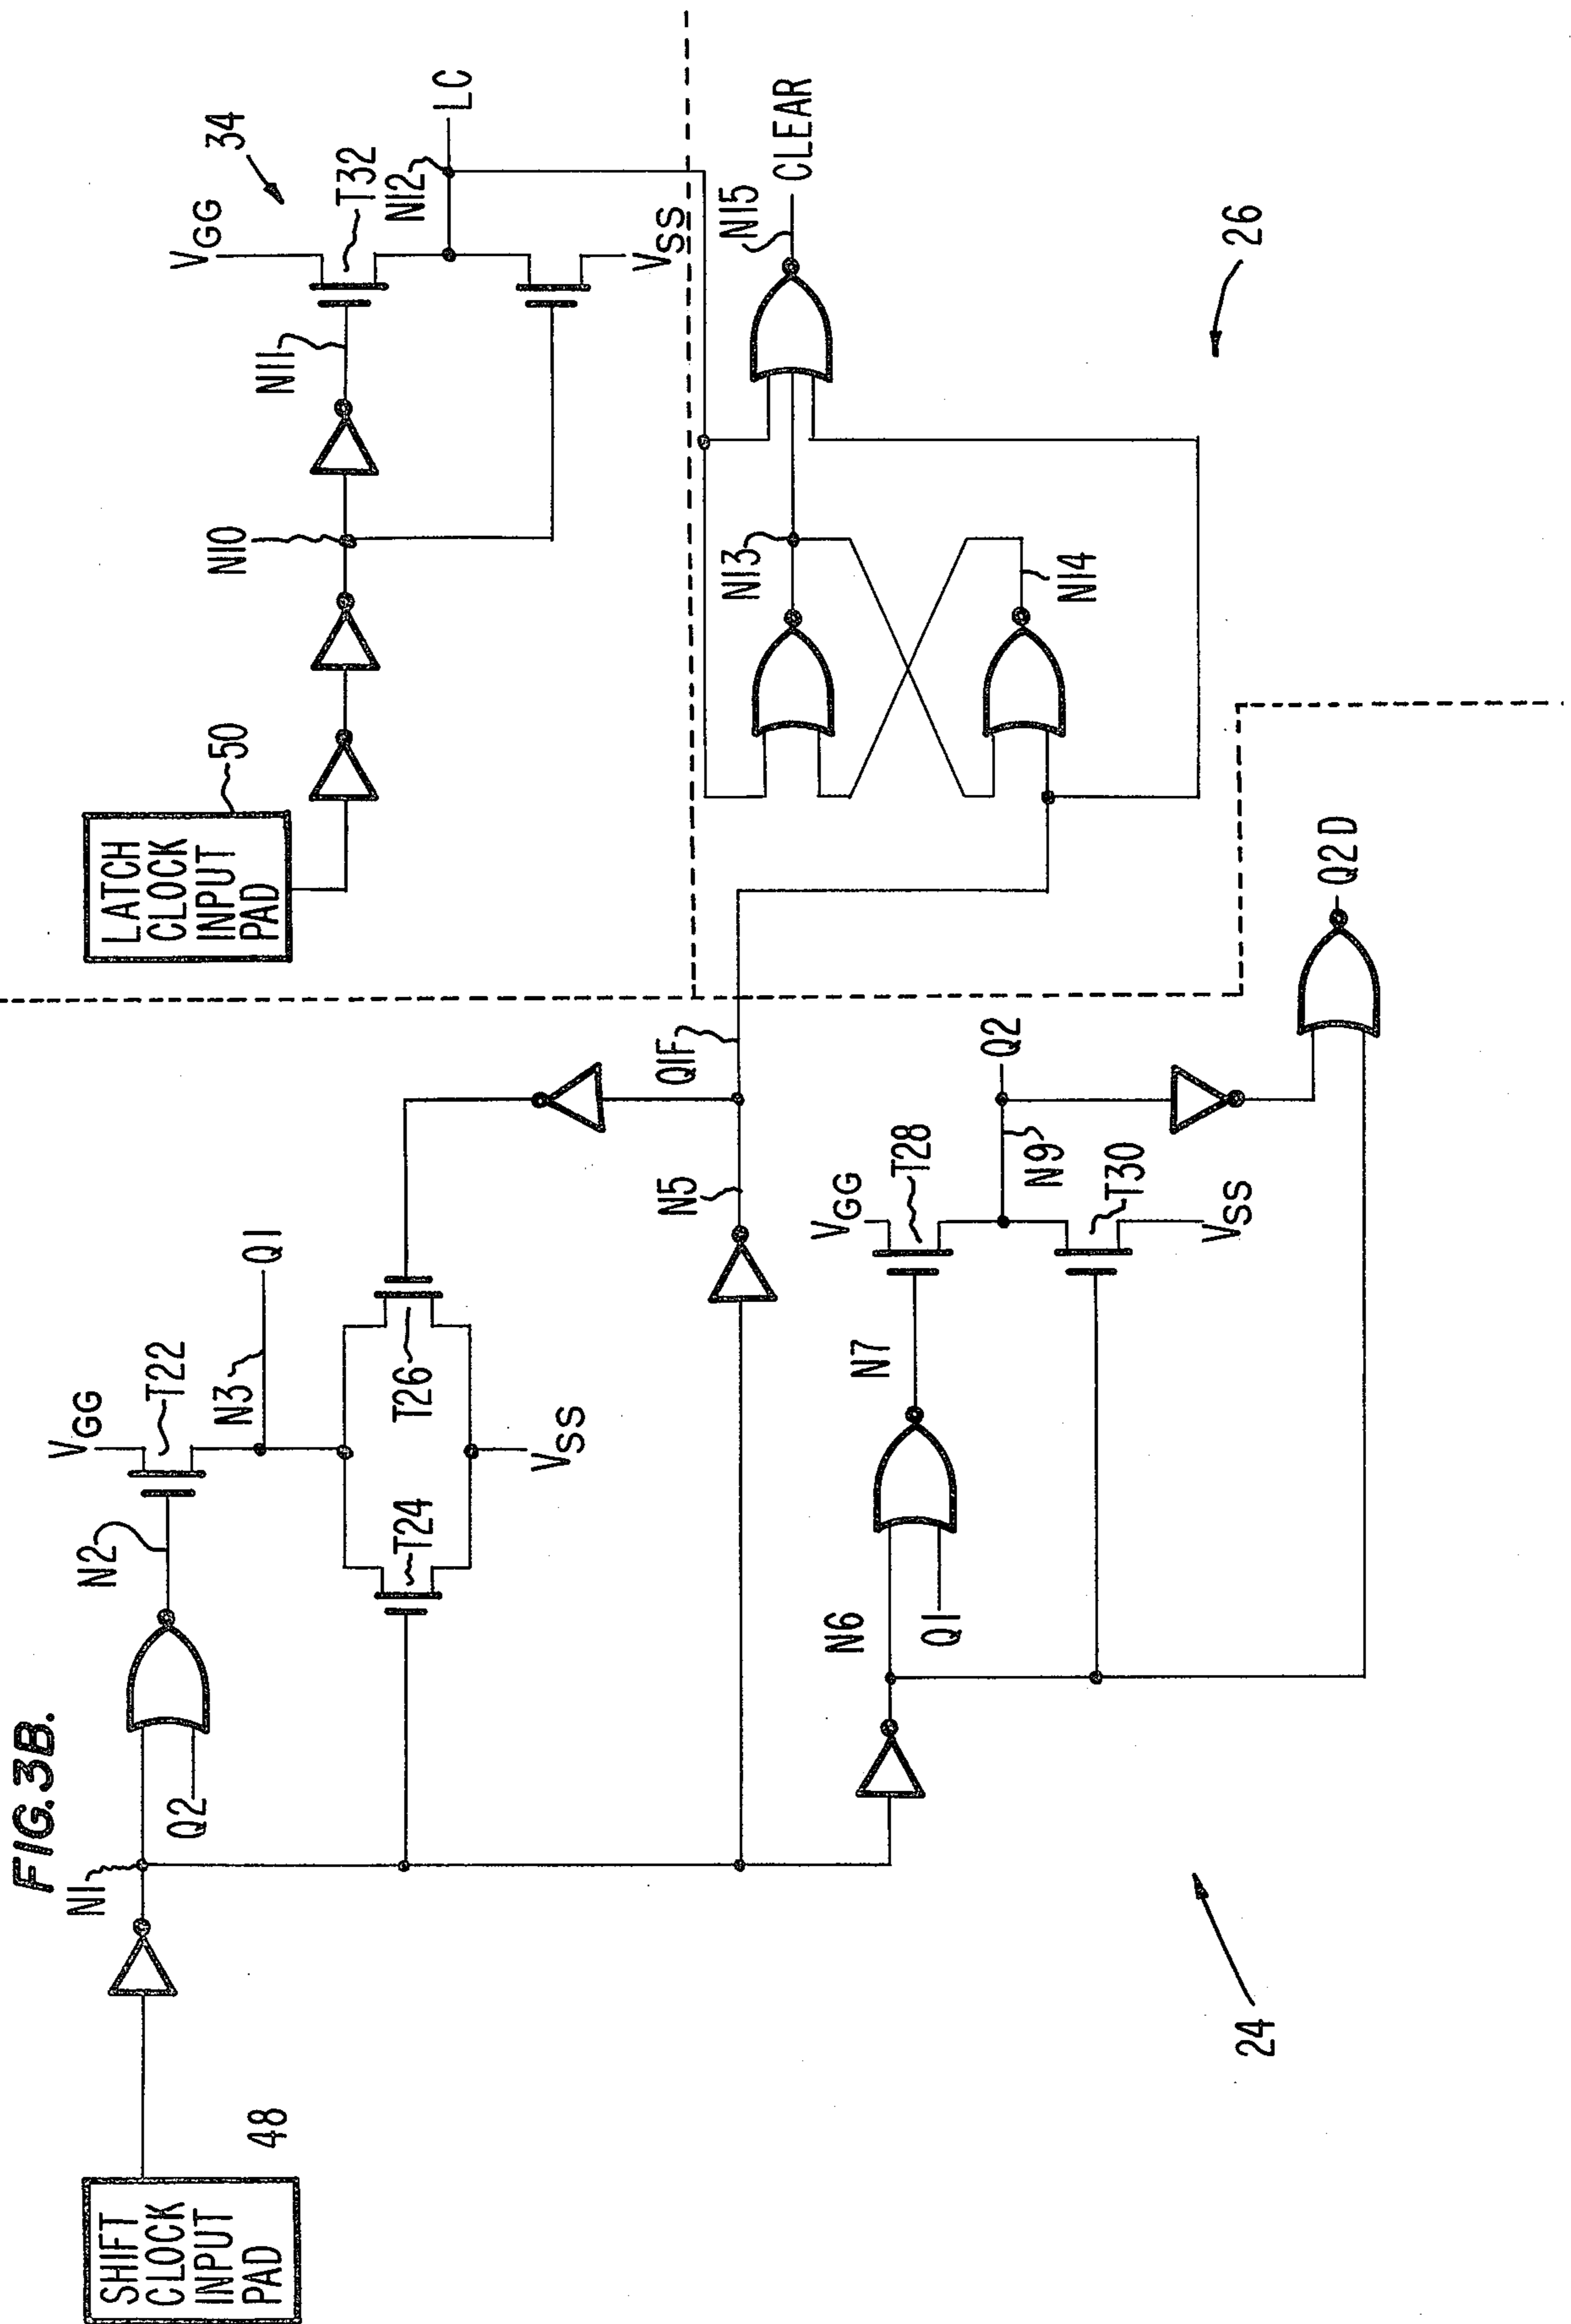 FIG.3B.
SHIFT
CLOCK
INPUT
PAD
48
N1
Q2
N2
VGG
T22
N3
Q1
T24
T26
VSS
N5
Q1F
N6
Q1
N7
VGG
T28
N9
Q2
T30
VSS
Q2D
24
LATCH
CLOCK
INPUT
PAD
50
N10
N11
VGG
T32
34
N12
LC
VSS
N13
N14
N15
CLEAR
26